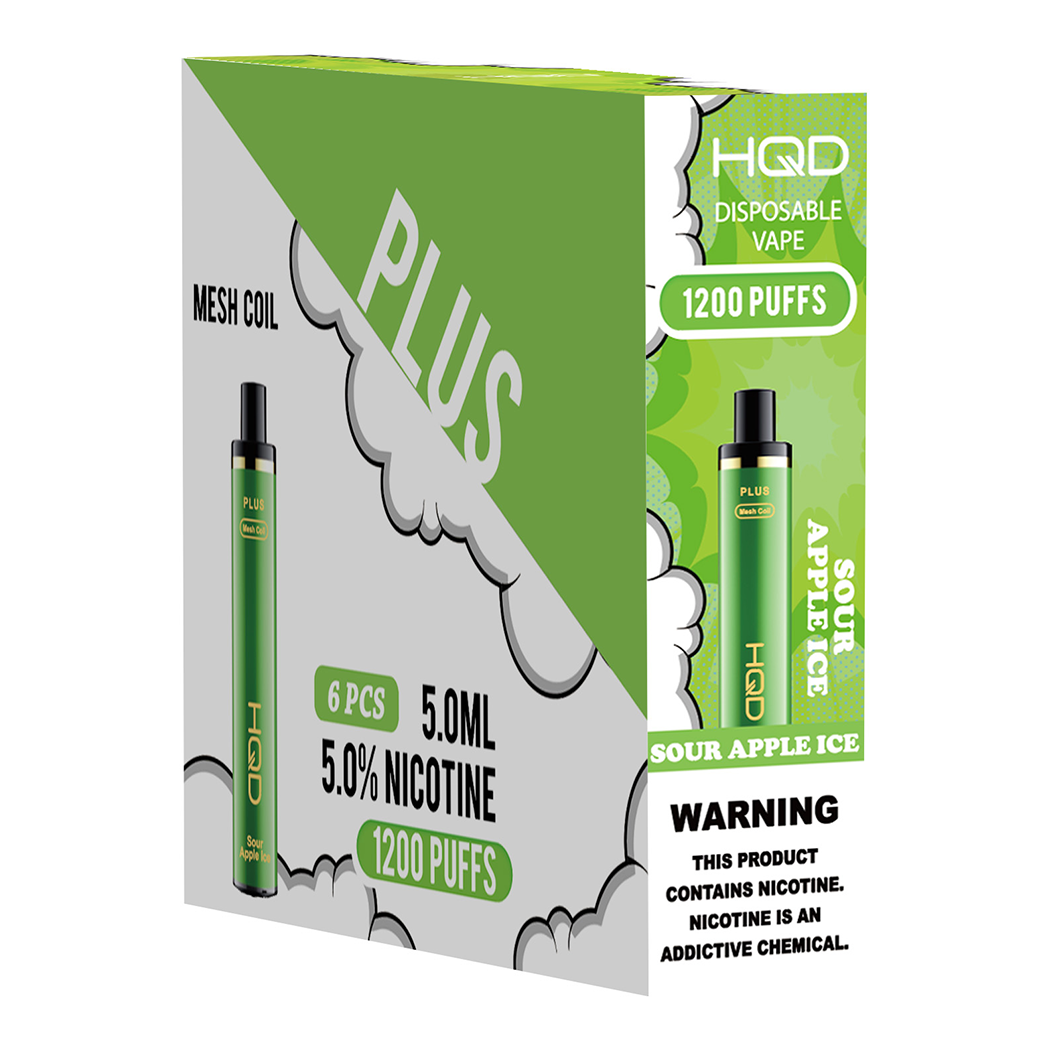 PLUS
MESH COIL
PLUS
Mesh Coil
HQD
Sour
Apple Ice
6 PCS
5.0ML
5.0% NICOTINE
1200 PUFFS
HQD
DISPOSABLE
VAPE
1200 PUFFS
PLUS
Mesh Coil
HQD
SOUR
APPLE ICE
SOUR APPLE ICE
WARNING
THIS PRODUCT
CONTAINS NICOTINE.
NICOTINE IS AN
ADDICTIVE CHEMICAL.